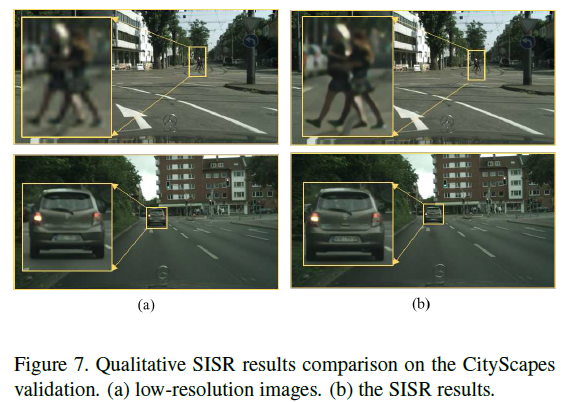 (a)
(b)
Figure 7. Qualitative SISR results comparison on the CityScapes
validation. (a) low-resolution images. (b) the SISR results.